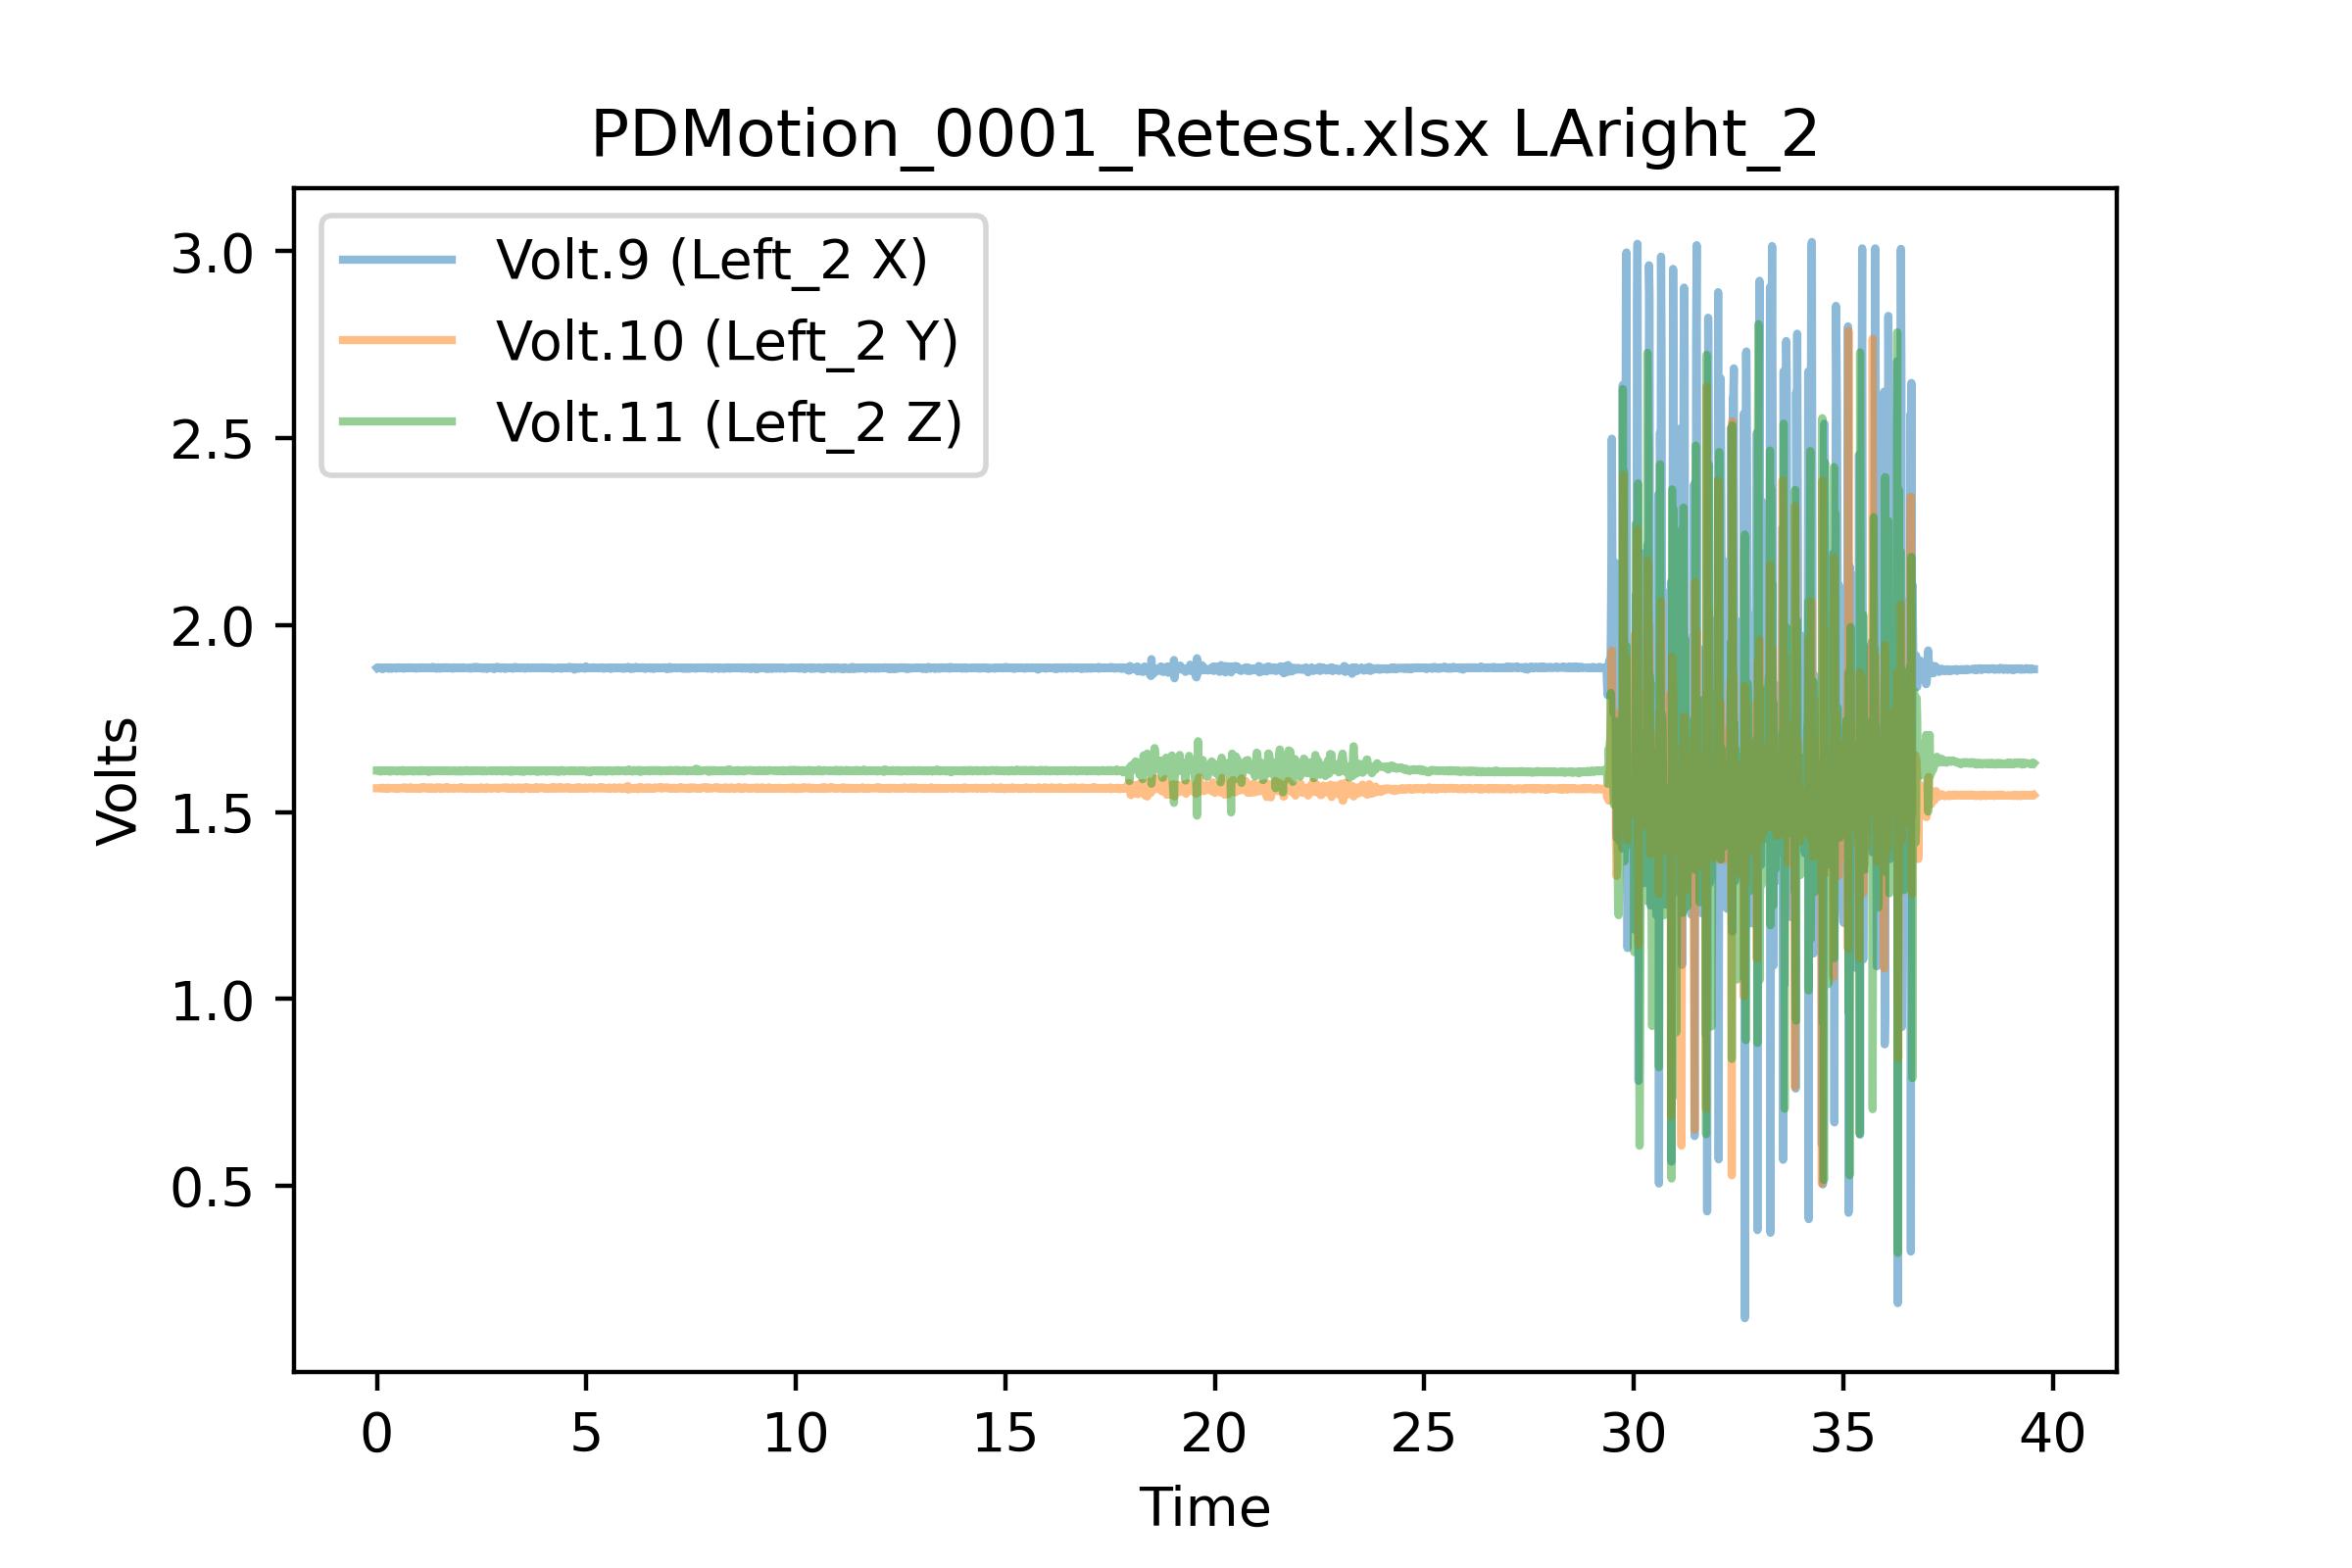 PDMotion_0001_Retest.xlsx LAright_2
Volt.9 (Left_2 X)
Volt.10 (Left_2 Y)
Volt.11 (Left_2 Z)
3.0
2.5
2.0
1.5
1.0
0.5
Volts
0 5 10 15 20 25 30 35 40
Time